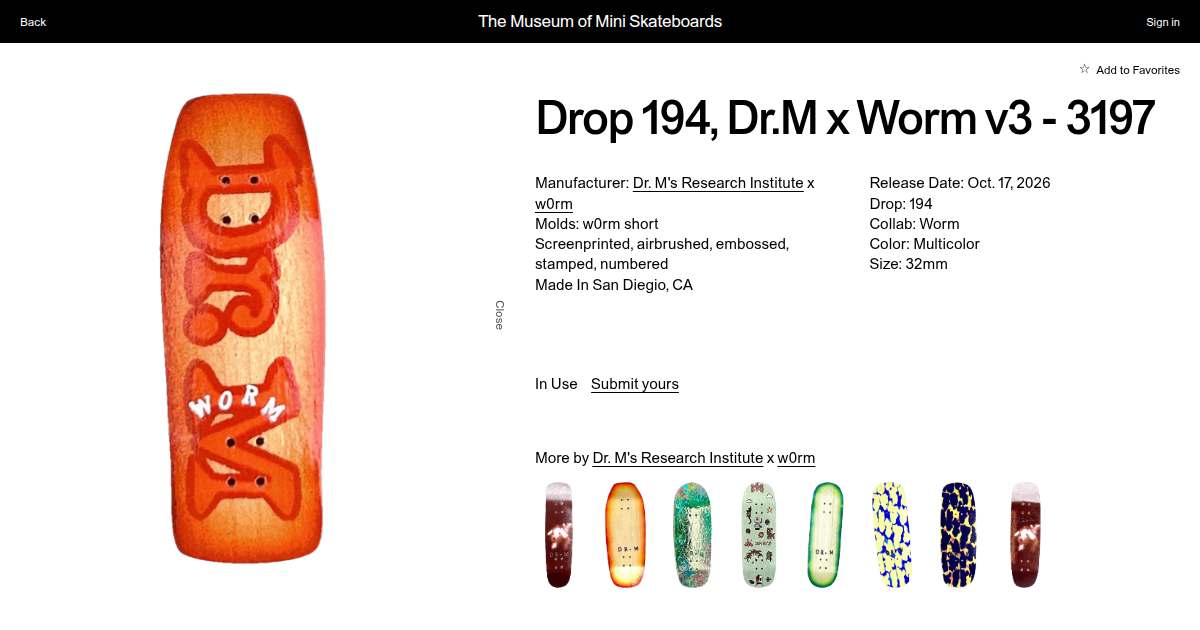 Back
The Museum of Mini Skateboards
Sign in
☆ Add to Favorites
Drop 194, Dr.M x Worm v3 - 3197
Manufacturer: Dr. M's Research Institute x
w0rm
Molds: w0rm short
Screenprinted, airbrushed, embossed,
stamped, numbered
Made In San Diegio, CA
Release Date: Oct. 17, 2026
Drop: 194
Collab: Worm
Color: Multicolor
Size: 32mm
Dr.
WORM
M
Close
In Use Submit yours
More by Dr. M's Research Institute x w0rm
DR-M
DR-M